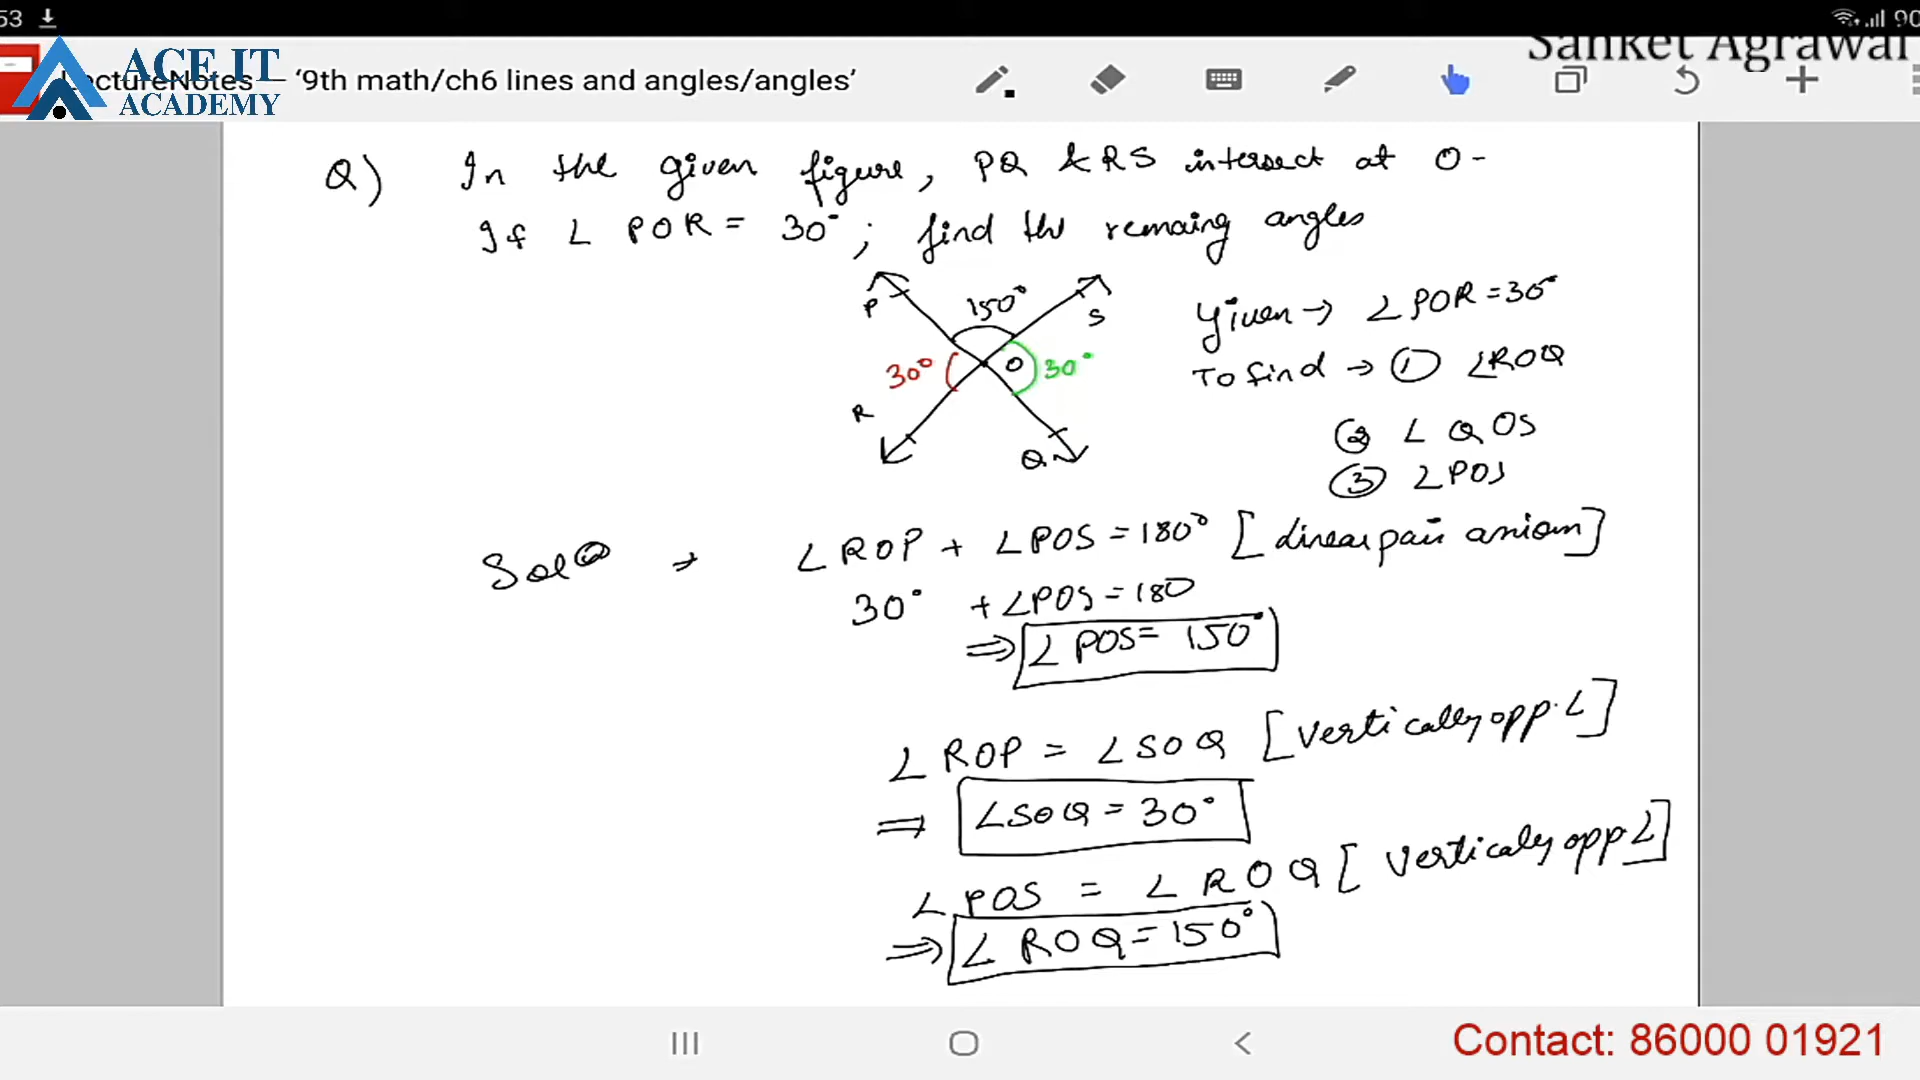 53
90
Sanket Agrawal
ACE IT
ACADEMY
LectureNotes – ‘9th math/ch6 lines and angles/angles’
Q) In the given figure, PQ & RS intersect at O-
If ∠ POR = 30°; find the remaing angles
P
150°
S
30°
O
30°
R
Q
Given → ∠POR = 30°
To find → ① ∠ROQ
② ∠ QOS
③ ∠POS
Sol → ∠ROP + ∠POS = 180° [Linear pair axiom]
30° + ∠POS = 180
⇒ ∠ POS = 150°
∠ ROP = ∠SOQ [Vertically opp. ∠]
⇒ ∠SOQ = 30°
∠ POS = ∠ ROQ [Vertically opp ∠]
⇒ ∠ ROQ = 150°
Contact: 86000 01921